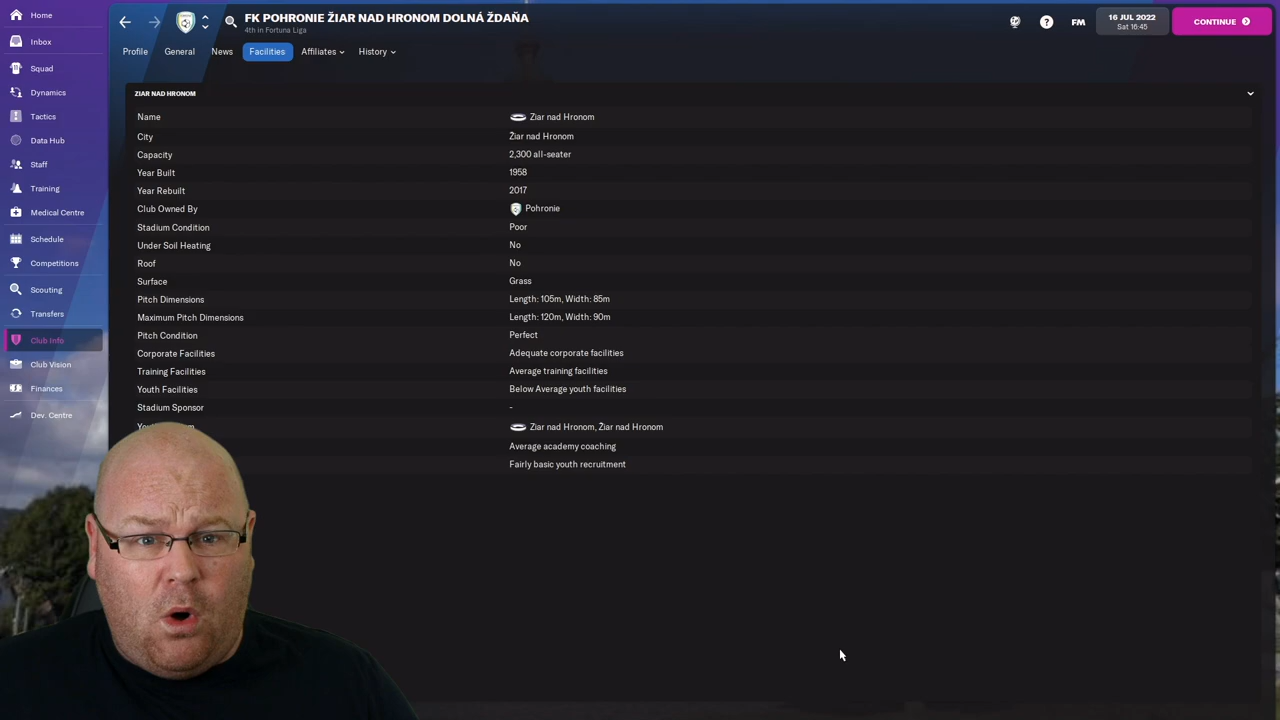 Home
Inbox
Squad
Dynamics
Tactics
Data Hub
Staff
Training
Medical Centre
Schedule
Competitions
Scouting
Transfers
Club Info
Club Vision
Finances
Dev. Centre
FK POHRONIE ŽIAR NAD HRONOM DOLNÁ ŽDAŇA
4th in Fortuna Liga
FM
16 JUL 2022
Sat 16:45
CONTINUE
Profile General News Facilities Affiliates History
ZIAR NAD HRONOM
Name Ziar nad Hronom
City Žiar nad Hronom
Capacity 2,300 all-seater
Year Built 1958
Year Rebuilt 2017
Club Owned By Pohronie
Stadium Condition Poor
Under Soil Heating No
Roof No
Surface Grass
Pitch Dimensions Length: 105m, Width: 85m
Maximum Pitch Dimensions Length: 120m, Width: 90m
Pitch Condition Perfect
Corporate Facilities Adequate corporate facilities
Training Facilities Average training facilities
Youth Facilities Below Average youth facilities
Stadium Sponsor -
Ziar nad Hronom, Žiar nad Hronom
Average academy coaching
Fairly basic youth recruitment